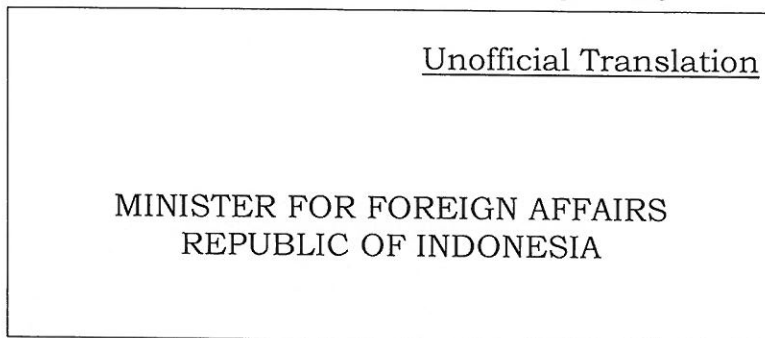 Unofficial Translation
MINISTER FOR FOREIGN AFFAIRS
REPUBLIC OF INDONESIA